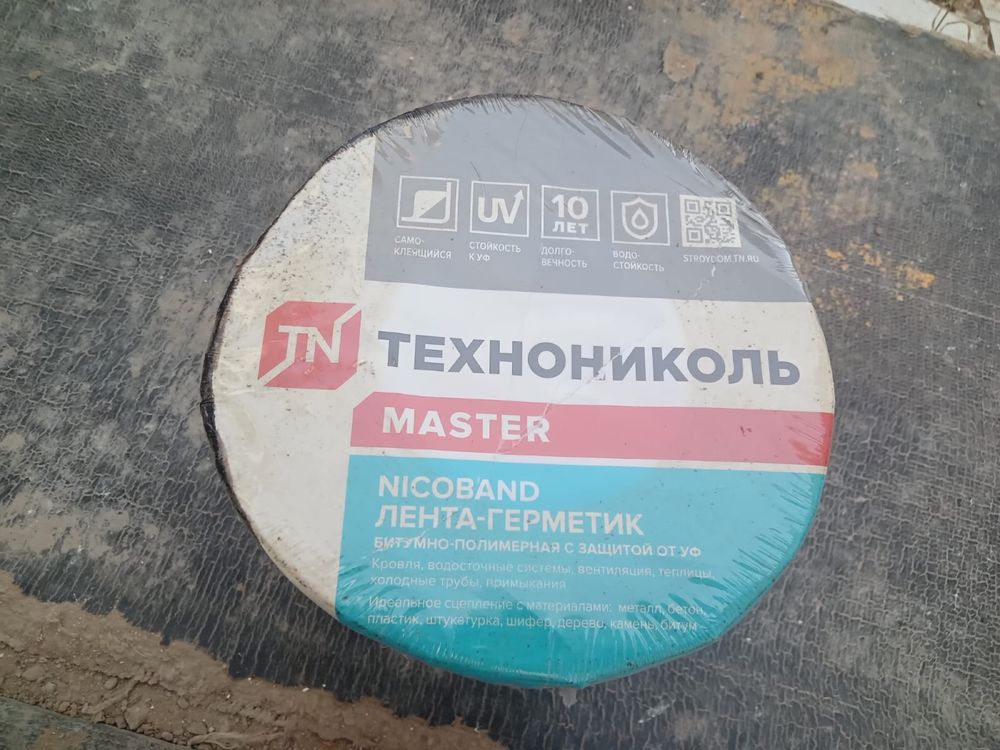 САМО-
КЛЕЯЩИЙСЯ
UV
СТОЙКОСТЬ
К УФ
10
ЛЕТ
ДОЛГО-
ВЕЧНОСТЬ
ВОДО-
СТОЙКОСТЬ
STROYDOM.TN.RU
TN
ТЕХНОНИКОЛЬ
MASTER
NICOBAND
ЛЕНТА-ГЕРМЕТИК
БИТУМНО-ПОЛИМЕРНАЯ С ЗАЩИТОЙ ОТ УФ
Кровля, водосточные системы, вентиляция, теплицы,
холодные трубы, примыкания
Идеальное сцепление с материалами: металл, бетон,
пластик, штукатурка, шифер, дерево, камень, битум